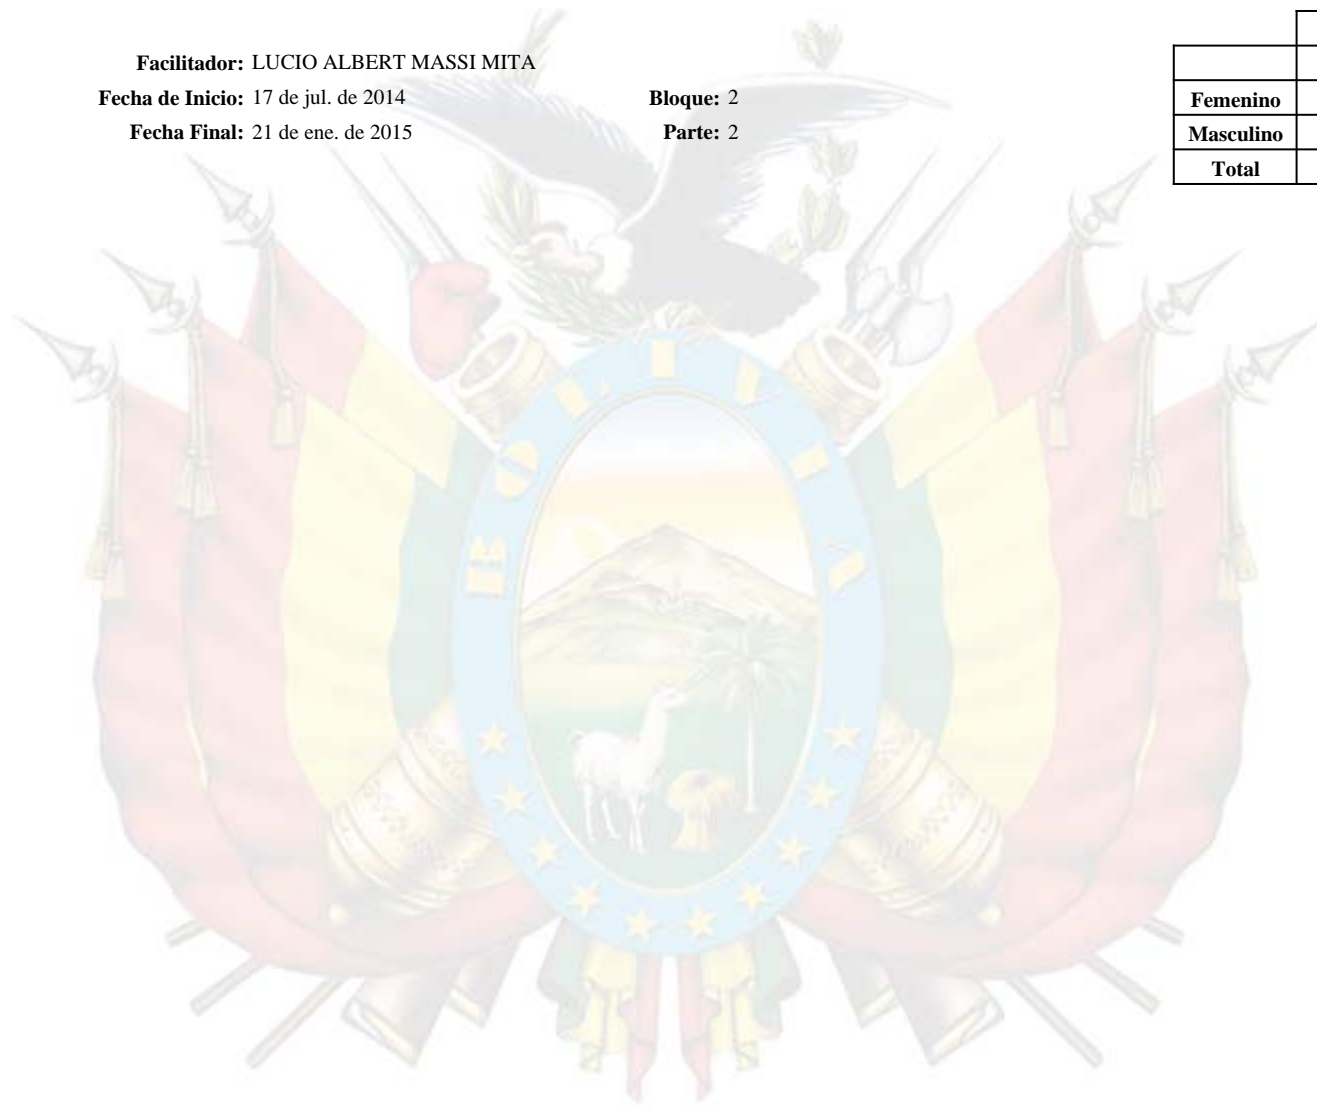 Facilitador: LUCIO ALBERT MASSI MITA
Fecha de Inicio: 17 de jul. de 2014 Bloque: 2
Fecha Final: 21 de ene. de 2015 Parte: 2
Femenino
Masculino
Total
BOLIVIA